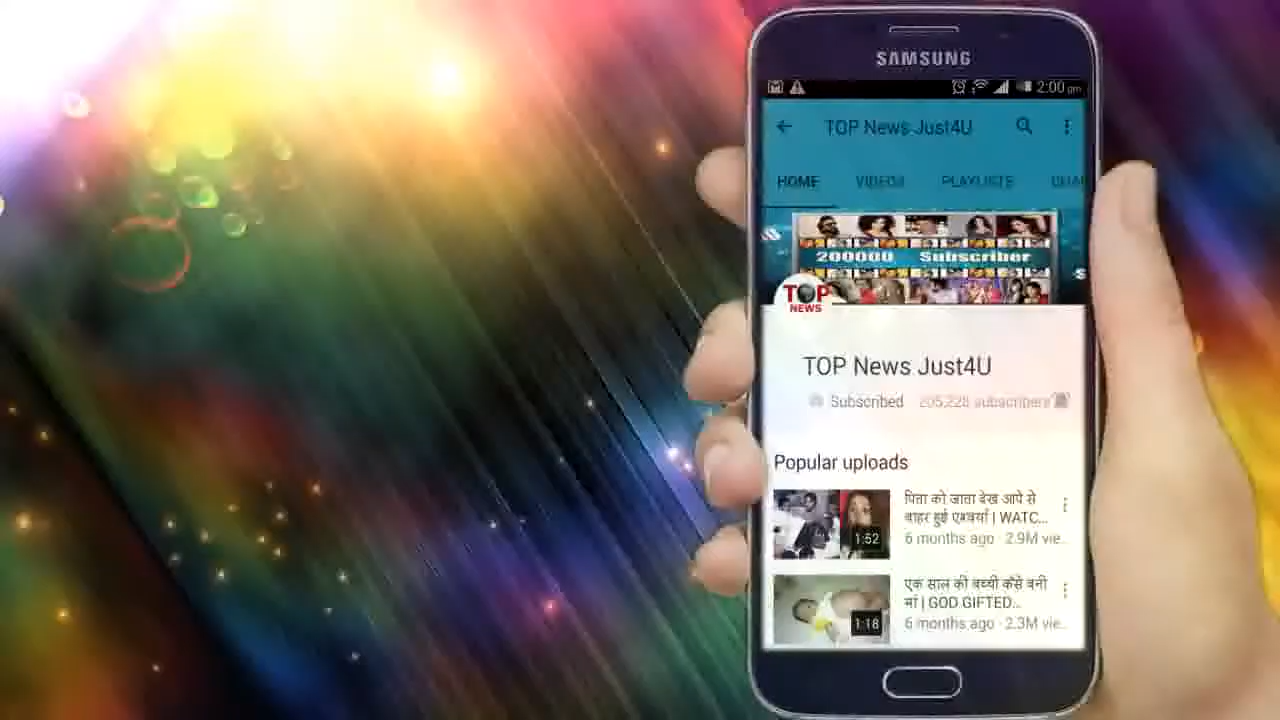 SAMSUNG
2:00 pm
TOP News Just4U
HOME VIDEOS PLAYLISTS CHAN
200000 Subscriber
TOP
NEWS
TOP News Just4U
Subscribed 205,228 subscribers
Popular uploads
पिता को जाता देख आपे से
बाहर हुई एश्वर्या | WATC...
6 months ago · 2.9M vie..
1:52
एक साल की बच्ची कैसे बनी
मां | GOD GIFTED...
6 months ago · 2.3M vie..
1:18